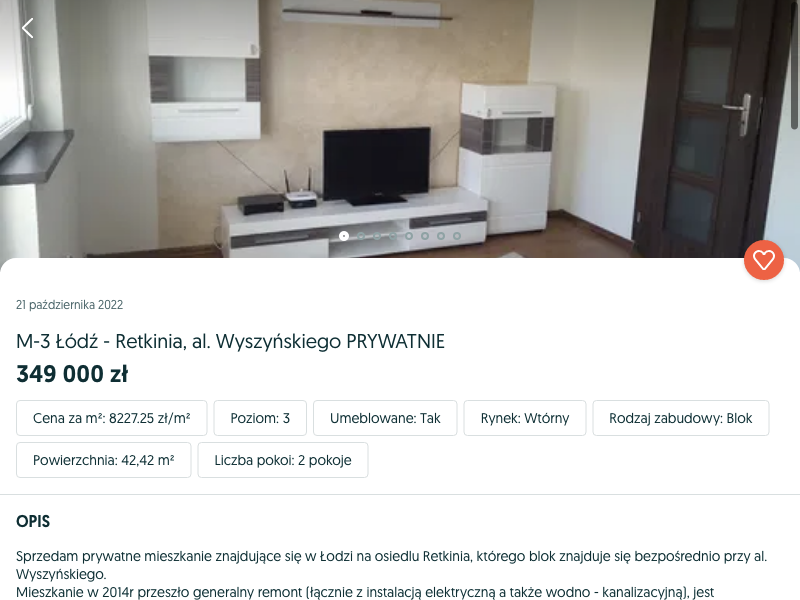 21 października 2022
M-3 Łódź - Retkinia, al. Wyszyńskiego PRYWATNIE
349 000 zł
Cena za m²: 8227.25 zł/m²
Poziom: 3
Umeblowane: Tak
Rynek: Wtórny
Rodzaj zabudowy: Blok
Powierzchnia: 42,42 m²
Liczba pokoi: 2 pokoje
OPIS
Sprzedam prywatne mieszkanie znajdujące się w Łodzi na osiedlu Retkinia, którego blok znajduje się bezpośrednio przy al.
Wyszyńskiego.
Mieszkanie w 2014r przeszło generalny remont (łącznie z instalacją elektryczną a także wodno - kanalizacyjną), jest